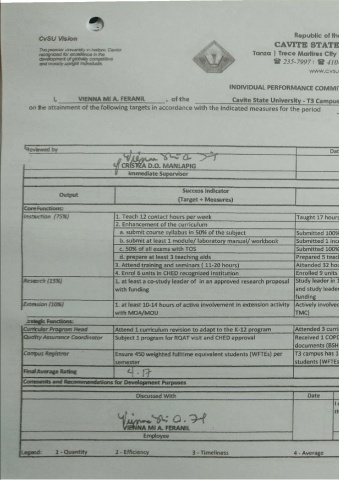 CvSU Vision
The premier university in historic Cavite
recognized for excellence in the
development of globally competitive
and morally upright individuals.
Republic of the
CAVITE STATE
Tanza | Trece Martires City
☎ 235-7997 ☎ 410-
www.cvsu
INDIVIDUAL PERFORMANCE COMMIT
I, VIENNA MI A. FERANIL , of the Cavite State University - T3 Campus
on the attainment of the following targets in accordance with the indicated measures for the period
Reviewed by Dat
CRISTETA D.O. MANLAPIG
Immediate Supervisor
Output Success Indicator
(Target + Measures)
Core Functions:
Instruction (75%) 1. Teach 12 contact hours per week Taught 17 hours
2. Enhancement of the curriculum
a. submit course syllabus in 50% of the subject Submitted 100%
b. submit at least 1 module/ laboratory manual/ workbook Submitted 1 
c. 50% of all exams with TOS Submitted 100%
d. prepare at least 3 teaching aids Prepared 5 teach
3. Attend training and seminars ( 11-20 hours) Attended 32 ho
4. Enrol 6 units in CHED recognized institution Enrolled 9 units
Research (15%) 1. at least a co-study leader of in an approved research proposal Study leader in
with funding and study leader
funding
Extension (10%) 1. at least 10-14 hours of active involvement in extension activity Actively involve
with MOA/MOU TMC)
Strategic Functions:
Curricular Program Head Attend 1 curriculum revision to adapt to the K-12 program Attended 3 curri
Quality Assurance Coordinator Subject 1 program for RQAT visit and CHED approval Received 1 COPC
documents (BSH
Campus Registrar Ensure 450 weighted fulltime equivalent students (WFTEs) per T3 campus has 1
semester students (WFTEs
Final Average Rating 4.17
Comments and Recommendations for Development Purposes
Discussed With Date
VIENNA MI A. FERANIL
Employee
Legend: 1 - Quantity 2 - Efficiency 3 - Timeliness 4 - Average